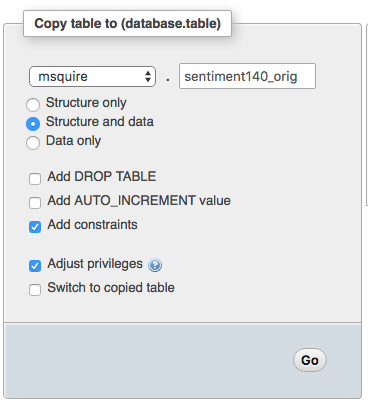 Copy table to (database.table)
msquire . sentiment140_orig
Structure only
Structure and data
Data only
Add DROP TABLE
Add AUTO_INCREMENT value
Add constraints
Adjust privileges ?
Switch to copied table
Go